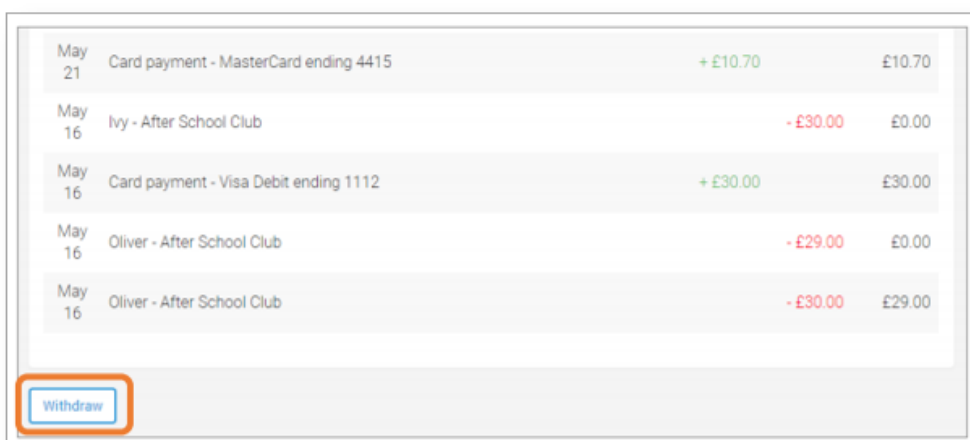 May 21 Card payment - MasterCard ending 4415 + £10.70 £10.70
May 16 Ivy - After School Club - £30.00 £0.00
May 16 Card payment - Visa Debit ending 1112 + £30.00 £30.00
May 16 Oliver - After School Club - £29.00 £0.00
May 16 Oliver - After School Club - £30.00 £29.00
Withdraw